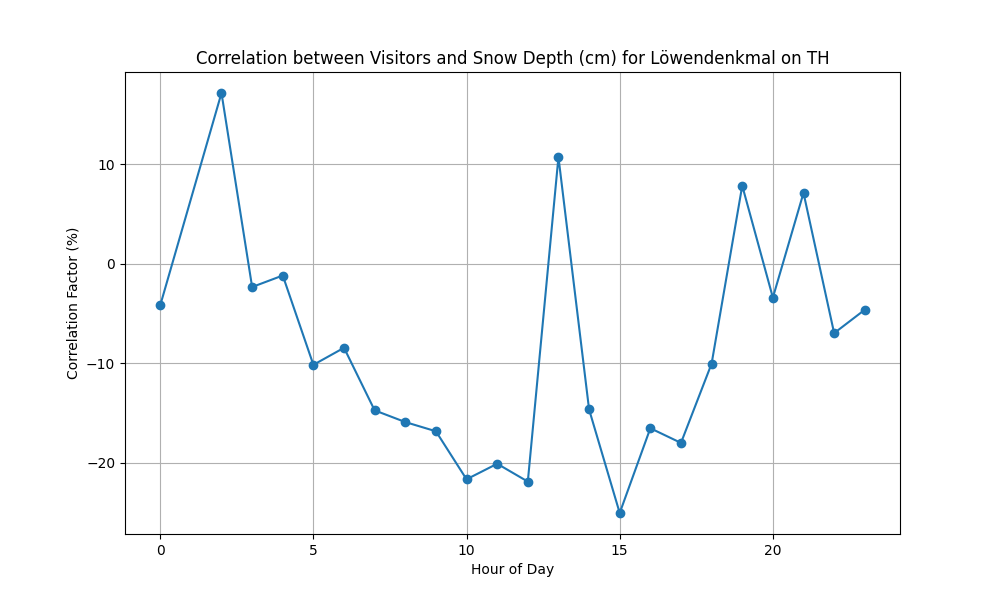 Correlation between Visitors and Snow Depth (cm) for Löwendenkmal on TH
Correlation Factor (%)
10
0
−10
−20
0 5 10 15 20
Hour of Day